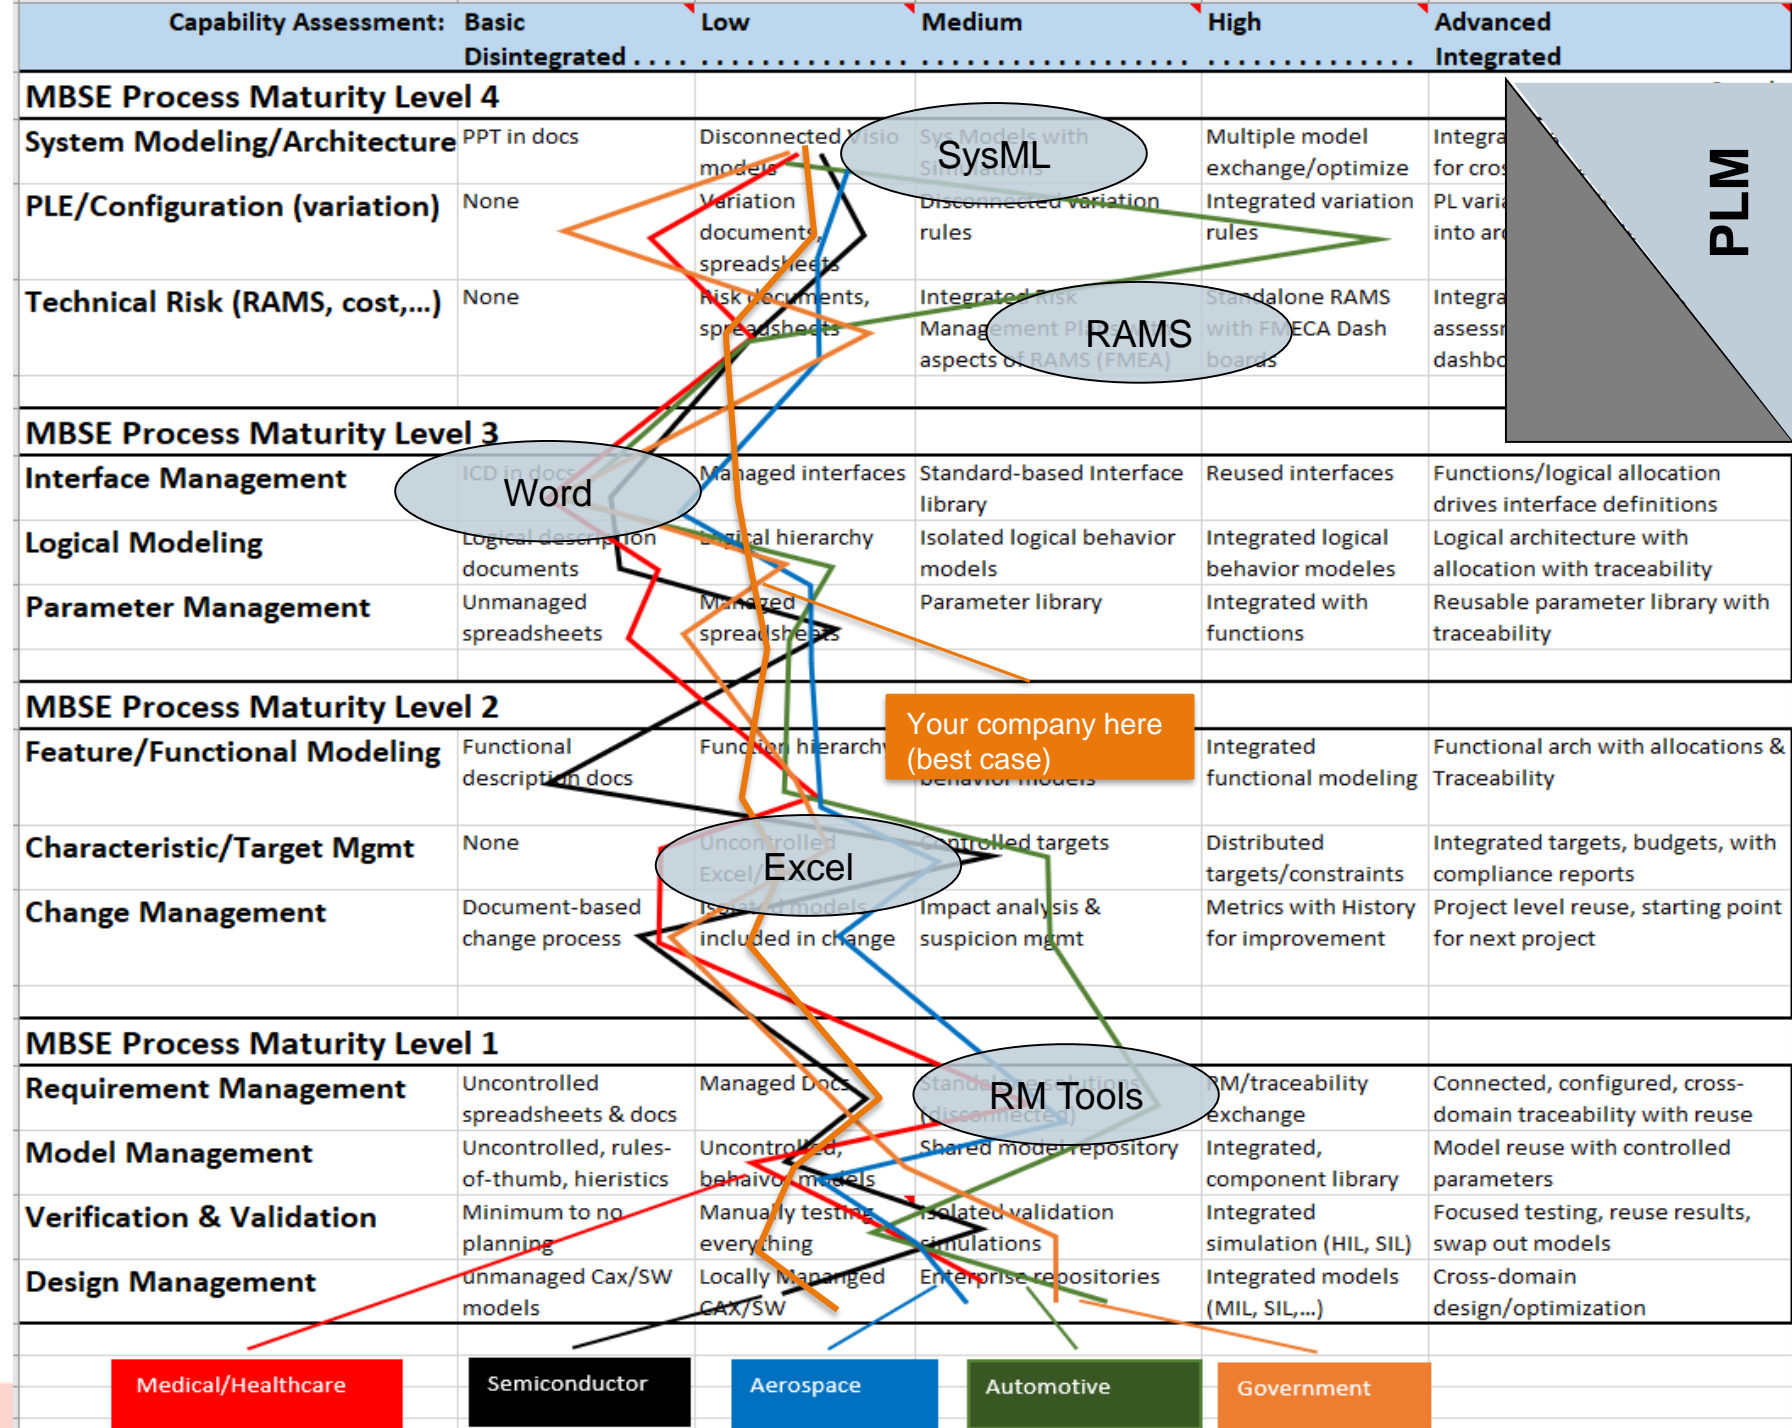 Capability Assessment: Basic Low Medium High Advanced
Disintegrated . . . . . . . . . . . . . . . . . . . . . . . . . . . . . . . . . . . . . . . . . . . . . . Integrated
MBSE Process Maturity Level 4
System Modeling/Architecture PPT in docs Disconnected Visio Sys Models with Multiple model
models Simulations exchange/optimize for
SysML
PLM
PLE/Configuration (variation) None Variation Disconnected variation Integrated variation
documents, rules rules into
spreadsheets
Technical Risk (RAMS, cost,...) None Risk documents, Integrated Risk Standalone RAMS
spreadsheets Management Plans with FMECA Dash
aspects of RAMS (FMEA) boards
RAMS
MBSE Process Maturity Level 3
Interface Management ICD in docs Managed interfaces Standard-based Interface Reused interfaces Functions/logical allocation
library drives interface definitions
Word
Logical Modeling Logical description Logical hierarchy Isolated logical behavior Integrated logical Logical architecture with
documents models behavior modeles allocation with traceability
Parameter Management Unmanaged Managed Parameter library Integrated with Reusable parameter library with
spreadsheets spreadsheets functions traceability
MBSE Process Maturity Level 2
Your company here
(best case)
Feature/Functional Modeling Functional Function hierarchy Integrated Functional arch with allocations &
description docs behavior models functional modeling Traceability
Characteristic/Target Mgmt None Uncontrolled Controlled targets Distributed Integrated targets, budgets, with
targets/constraints compliance reports
Excel
Change Management Document-based Isolated models Impact analysis & Metrics with History Project level reuse, starting point
change process included in change suspicion mgmt for improvement for next project
MBSE Process Maturity Level 1
Requirement Management Uncontrolled Managed Docs Standalone solutions RM/traceability Connected, configured, cross-
spreadsheets & docs (disconnected) exchange domain traceability with reuse
RM Tools
Model Management Uncontrolled, rules- Uncontrolled, Shared model repository Integrated, Model reuse with controlled
of-thumb, hieristics behaivor models component library parameters
Verification & Validation Minimum to no Manually testing Isolated validation Integrated Focused testing, reuse results,
planning everything simulations simulation (HIL, SIL) swap out models
Design Management unmanaged Cax/SW Locally Mananged Enterprise repositories Integrated models Cross-domain
models CAX/SW (MIL, SIL,...) design/optimization
Medical/Healthcare Semiconductor Aerospace Automotive Government